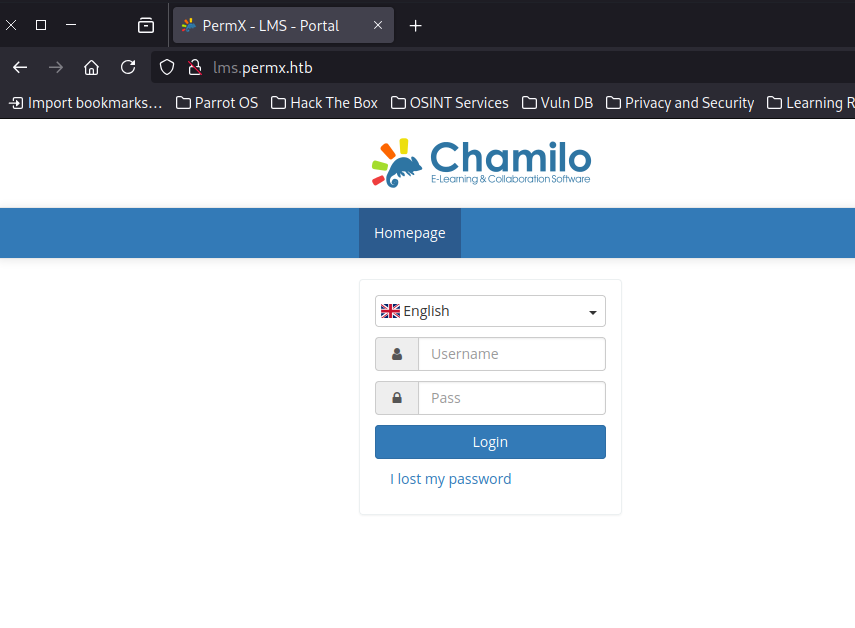 PermX - LMS - Portal
lms.permx.htb
Import bookmarks... Parrot OS Hack The Box OSINT Services Vuln DB Privacy and Security Learning R
Chamilo
E-Learning & Collaboration Software
Homepage
English
Username
Pass
Login
I lost my password